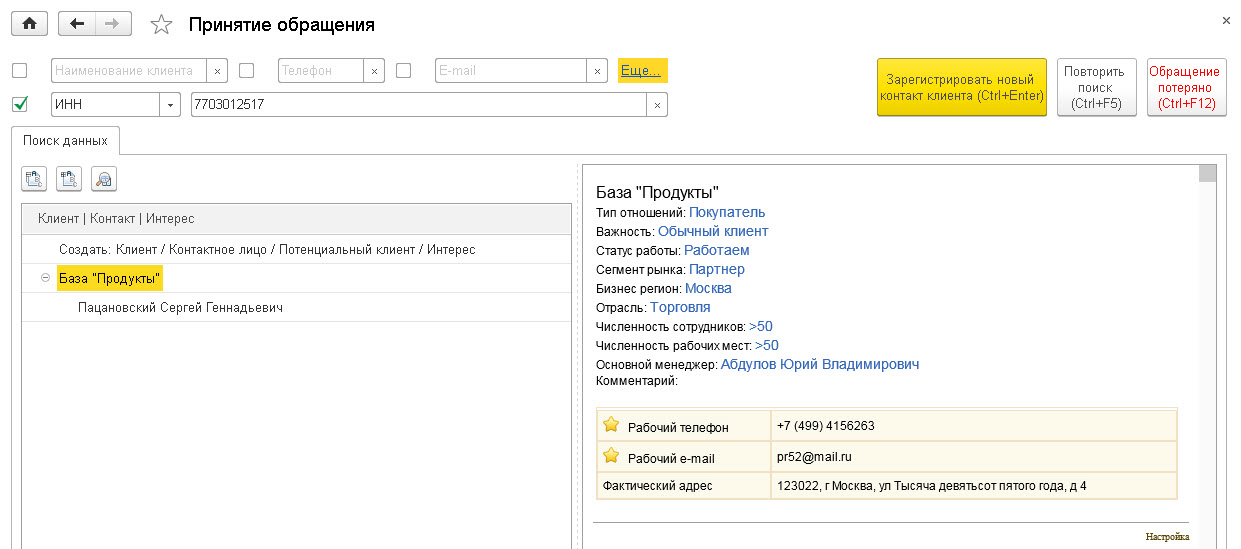 Принятие обращения
Наименование клиента Телефон E-mail Еще...
ИНН 7703012517
Зарегистрировать новый
контакт клиента (Ctrl+Enter)
Повторить
поиск
(Ctrl+F5)
Обращение
потеряно
(Ctrl+F12)
Поиск данных
Клиент | Контакт | Интерес
Создать: Клиент / Контактное лицо / Потенциальный клиент / Интерес
База "Продукты"
Пацановский Сергей Геннадьевич
База "Продукты"
Тип отношений: Покупатель
Важность: Обычный клиент
Статус работы: Работаем
Сегмент рынка: Партнер
Бизнес регион: Москва
Отрасль: Торговля
Численность сотрудников: >50
Численность рабочих мест: >50
Основной менеджер: Абдулов Юрий Владимирович
Комментарий:
Рабочий телефон +7 (499) 4156263
Рабочий e-mail pr52@mail.ru
Фактический адрес 123022, г Москва, ул Тысяча девятьсот пятого года, д 4
Настройка